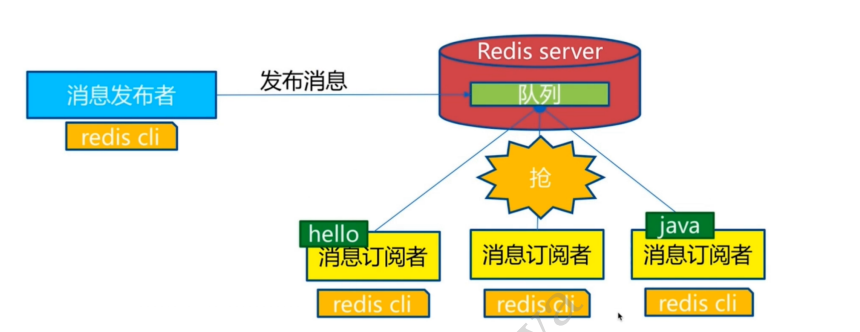 Redis server
发布消息
消息发布者
队列
redis cli
抢
hello
java
消息订阅者
消息订阅者
消息订阅者
redis cli
redis cli
redis cli